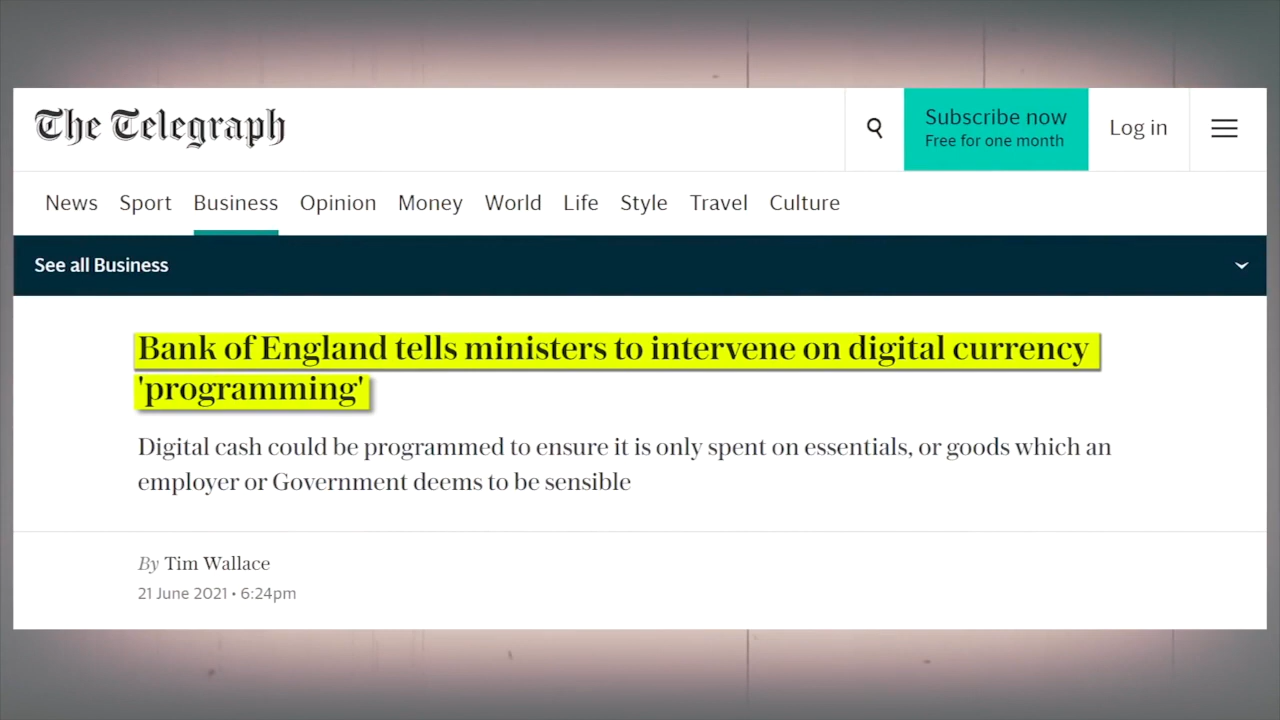 The Telegraph
Subscribe now
Free for one month
Log in
News Sport Business Opinion Money World Life Style Travel Culture
See all Business
Bank of England tells ministers to intervene on digital currency
'programming'
Digital cash could be programmed to ensure it is only spent on essentials, or goods which an
employer or Government deems to be sensible
By Tim Wallace
21 June 2021 • 6:24pm